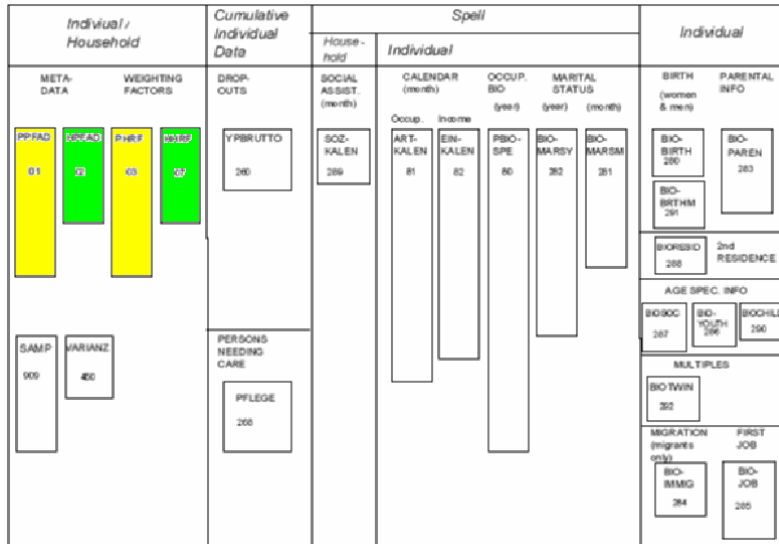 Indiviual /
Household
Cumulative
Individual
Data
Spell
Individual
House-
hold
Individual
META-
DATA
WEIGHTING
FACTORS
DROP-
OUTS
SOCIAL
ASSIST.
(month)
CALENDAR
(month)
OCCUP.
BIO
(year)
MARITAL
STATUS
(year) (month)
BIRTH
(women
& men)
PARENTAL
INFO
Occup. Income
PPFAD
01
HPFAD
02
PHRF
03
HHRF
07
YPBRUTTO
260
SOZ-
KALEN
289
ART-
KALEN
81
EIN-
KALEN
82
PBIO-
SPE
80
BIO-
MARSY
282
BIO-
MARSM
281
BIO-
BIRTH
280
BIO-
PAREN
283
BIO-
BRTHM
291
BIORESID
288
2nd
RESIDENCE
AGE SPEC. INFO
BIOSOC
287
BIO-
YOUTH
286
BIOCHILD
290
SAMP
909
VARIANZ
450
PERSONS
NEEDING
CARE
PFLEGE
268
MULTIPLES
BIOTWIN
292
MIGRATION
(migrants
only)
FIRST
JOB
BIO-
IMMIG
284
BIO-
JOB
285